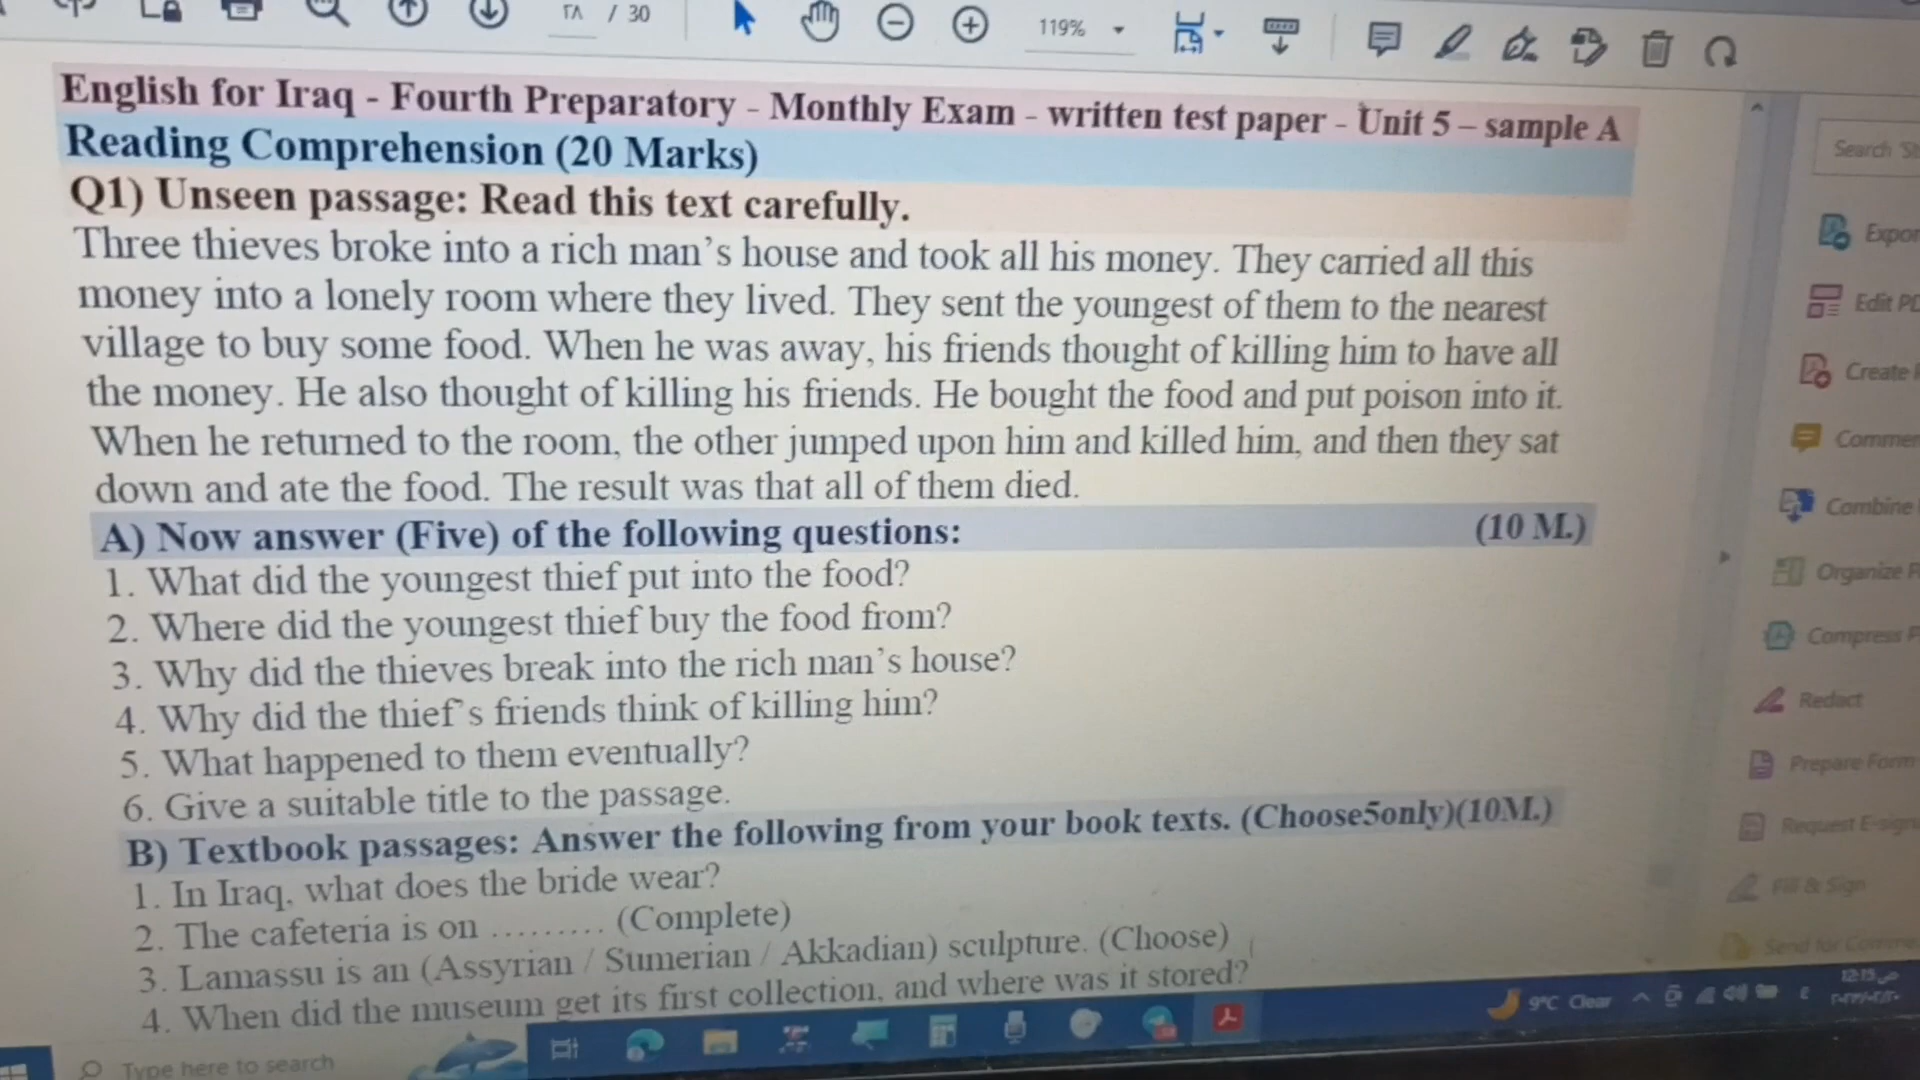 ٢٨ / 30
119%
English for Iraq - Fourth Preparatory - Monthly Exam - written test paper - Unit 5 – sample A
Reading Comprehension (20 Marks)
Q1) Unseen passage: Read this text carefully.
Three thieves broke into a rich man's house and took all his money. They carried all this
money into a lonely room where they lived. They sent the youngest of them to the nearest
village to buy some food. When he was away, his friends thought of killing him to have all
the money. He also thought of killing his friends. He bought the food and put poison into it.
When he returned to the room, the other jumped upon him and killed him, and then they sat
down and ate the food. The result was that all of them died.
A) Now answer (Five) of the following questions: (10 M.)
1. What did the youngest thief put into the food?
2. Where did the youngest thief buy the food from?
3. Why did the thieves break into the rich man's house?
4. Why did the thief's friends think of killing him?
5. What happened to them eventually?
6. Give a suitable title to the passage.
B) Textbook passages: Answer the following from your book texts. (Choose5only)(10M.)
1. In Iraq, what does the bride wear?
2. The cafeteria is on ......... (Complete)
3. Lamassu is an (Assyrian / Sumerian / Akkadian) sculpture. (Choose)
4. When did the museum get its first collection, and where was it stored?
Search
Expor
Edit PD
Create
Commen
Combine
Organize P
Compress P
Redact
Prepare Form
Request E-sign
Fill & Sign
Send for Comme
Type here to search
9°C Clear
12:15 ص